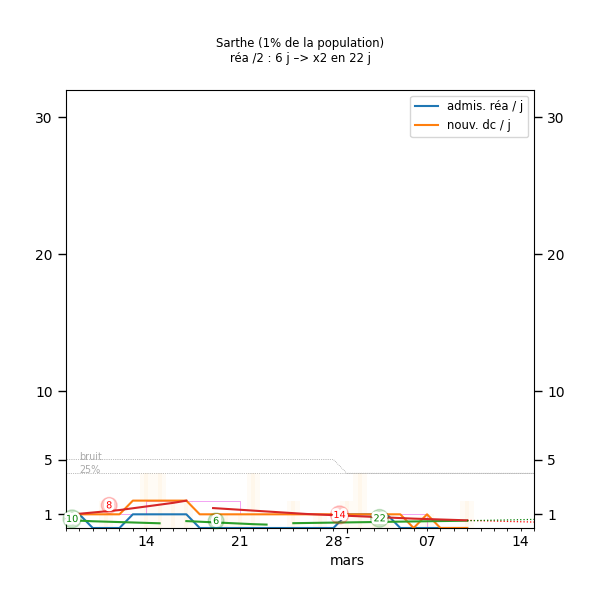 Sarthe (1% de la population)
réa /2 : 6 j –> x2 en 22 j
admis. réa / j
nouv. dc / j
30 30
20 20
10 10
bruit
5 5
25%
8
1 10 6 14 22 1
14 21 28 07 14
mars